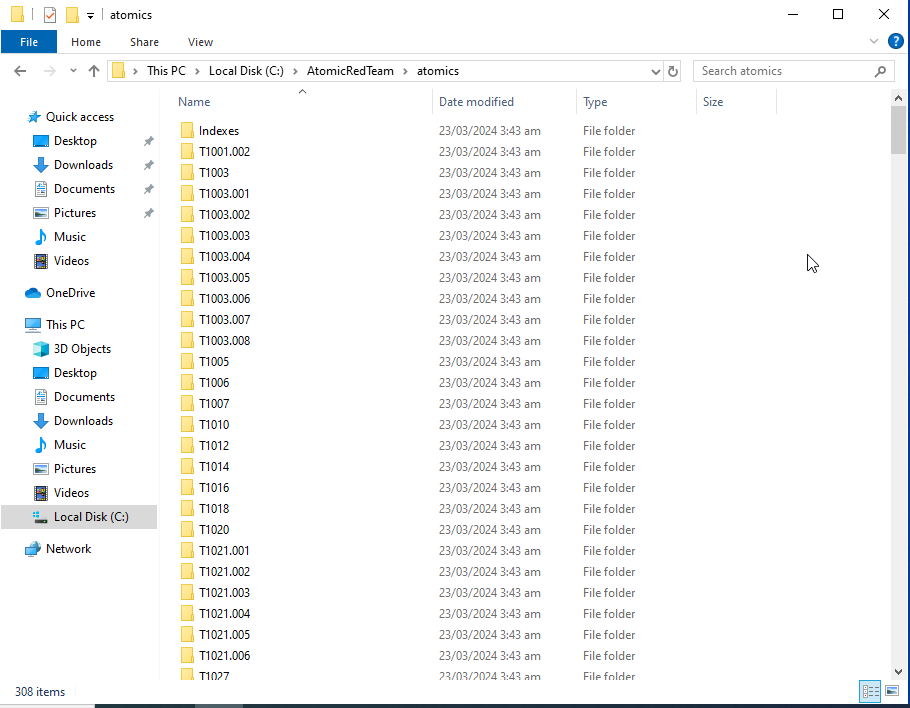 atomics
File Home Share View
This PC Local Disk (C:) AtomicRedTeam atomics Search atomics
Name Date modified Type Size
Quick access
Desktop
Downloads
Documents
Pictures
Music
Videos
OneDrive
This PC
3D Objects
Desktop
Documents
Downloads
Music
Pictures
Videos
Local Disk (C:)
Network
Indexes 23/03/2024 3:43 am File folder
T1001.002 23/03/2024 3:43 am File folder
T1003 23/03/2024 3:43 am File folder
T1003.001 23/03/2024 3:43 am File folder
T1003.002 23/03/2024 3:43 am File folder
T1003.003 23/03/2024 3:43 am File folder
T1003.004 23/03/2024 3:43 am File folder
T1003.005 23/03/2024 3:43 am File folder
T1003.006 23/03/2024 3:43 am File folder
T1003.007 23/03/2024 3:43 am File folder
T1003.008 23/03/2024 3:43 am File folder
T1005 23/03/2024 3:43 am File folder
T1006 23/03/2024 3:43 am File folder
T1007 23/03/2024 3:43 am File folder
T1010 23/03/2024 3:43 am File folder
T1012 23/03/2024 3:43 am File folder
T1014 23/03/2024 3:43 am File folder
T1016 23/03/2024 3:43 am File folder
T1018 23/03/2024 3:43 am File folder
T1020 23/03/2024 3:43 am File folder
T1021.001 23/03/2024 3:43 am File folder
T1021.002 23/03/2024 3:43 am File folder
T1021.003 23/03/2024 3:43 am File folder
T1021.004 23/03/2024 3:43 am File folder
T1021.005 23/03/2024 3:43 am File folder
T1021.006 23/03/2024 3:43 am File folder
T1027 23/03/2024 3:43 am File folder
308 items